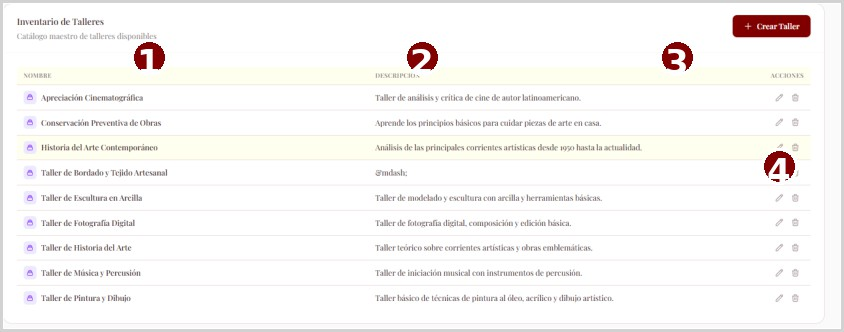 Inventario de Talleres
Catálogo maestro de talleres disponibles
+ Crear Taller
1 2 3
NOMBRE DESCRIPCIÓN ACCIONES
Apreciación Cinematográfica Taller de análisis y crítica de cine de autor latinoamericano.
Conservación Preventiva de Obras Aprende los principios básicos para cuidar piezas de arte en casa.
Historia del Arte Contemporáneo Análisis de las principales corrientes artísticas desde 1950 hasta la actualidad.
4
Taller de Bordado y Tejido Artesanal &mdash;
Taller de Escultura en Arcilla Taller de modelado y escultura con arcilla y herramientas básicas.
Taller de Fotografía Digital Taller de fotografía digital, composición y edición básica.
Taller de Historia del Arte Taller teórico sobre corrientes artísticas y obras emblemáticas.
Taller de Música y Percusión Taller de iniciación musical con instrumentos de percusión.
Taller de Pintura y Dibujo Taller básico de técnicas de pintura al óleo, acrílico y dibujo artístico.